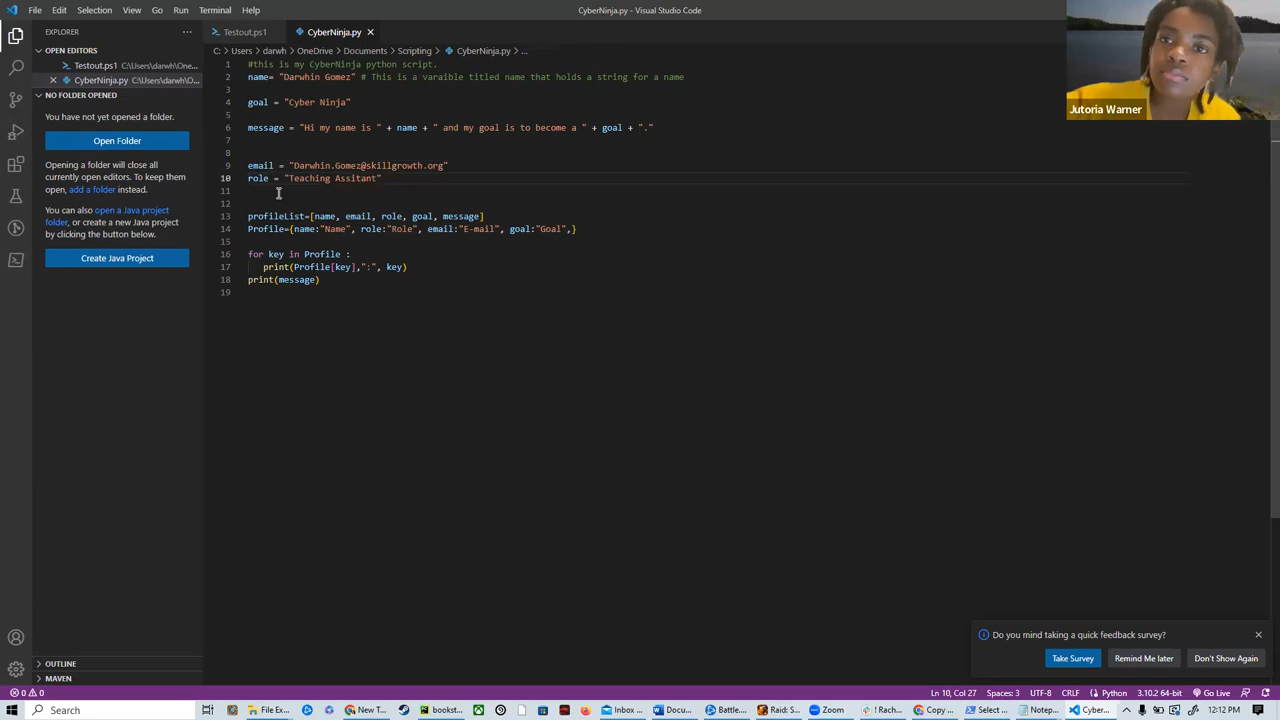 File Edit Selection View Go Run Terminal Help
CyberNinja.py - Visual Studio Code
EXPLORER
OPEN EDITORS
Testout.ps1 C:\Users\darwh\One...
CyberNinja.py C:\Users\darwh\O...
NO FOLDER OPENED
You have not yet opened a folder.
Open Folder
Opening a folder will close all
currently open editors. To keep them
open, add a folder instead.
You can also open a Java project
folder, or create a new Java project
by clicking the button below.
Create Java Project
OUTLINE
MAVEN
Testout.ps1
CyberNinja.py
C: > Users > darwh > OneDrive > Documents > Scripting > CyberNinja.py > ...
1 #this is my CyberNinja python script.
2 name= "Darwhin Gomez" # This is a varaible titled name that holds a string for a name
3
4 goal = "Cyber Ninja"
5
6 message = "Hi my name is " + name + " and my goal is to become a " + goal + "."
7
8
9 email = "Darwhin.Gomez@skillgrowth.org"
10 role = "Teaching Assitant"
11
12
13 profileList=[name, email, role, goal, message]
14 Profile={name:"Name", role:"Role", email:"E-mail", goal:"Goal",}
15
16 for key in Profile :
17 print(Profile[key],":", key)
18 print(message)
19
Jutoria Warner
Do you mind taking a quick feedback survey?
Take Survey Remind Me later Don't Show Again
0 0
Ln 10, Col 27 Spaces: 3 UTF-8 CRLF Python 3.10.2 64-bit Go Live
Search
File Ex... New T... bookst... Inbox ... Docu... Battle... Raid: S... Zoom ! Rach... Copy ... Select ... Notep... Cyber... 12:12 PM